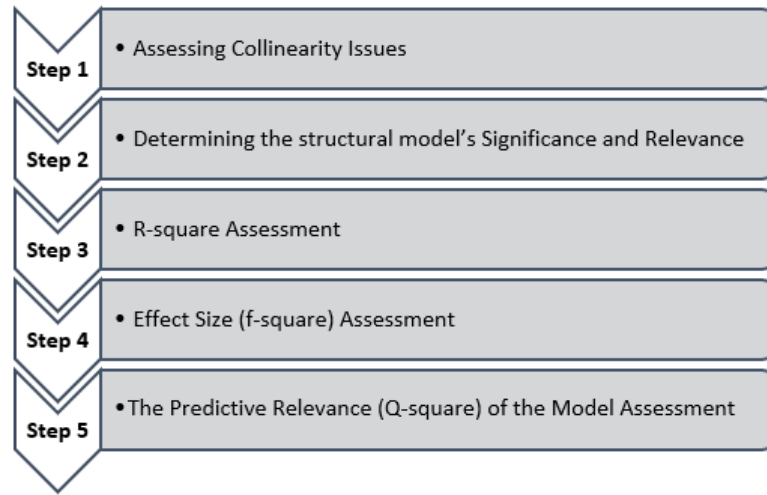 Step 1
• Assessing Collinearity Issues
Step 2
• Determining the structural model’s Significance and Relevance
Step 3
• R-square Assessment
Step 4
• Effect Size (f-square) Assessment
Step 5
•The Predictive Relevance (Q-square) of the Model Assessment